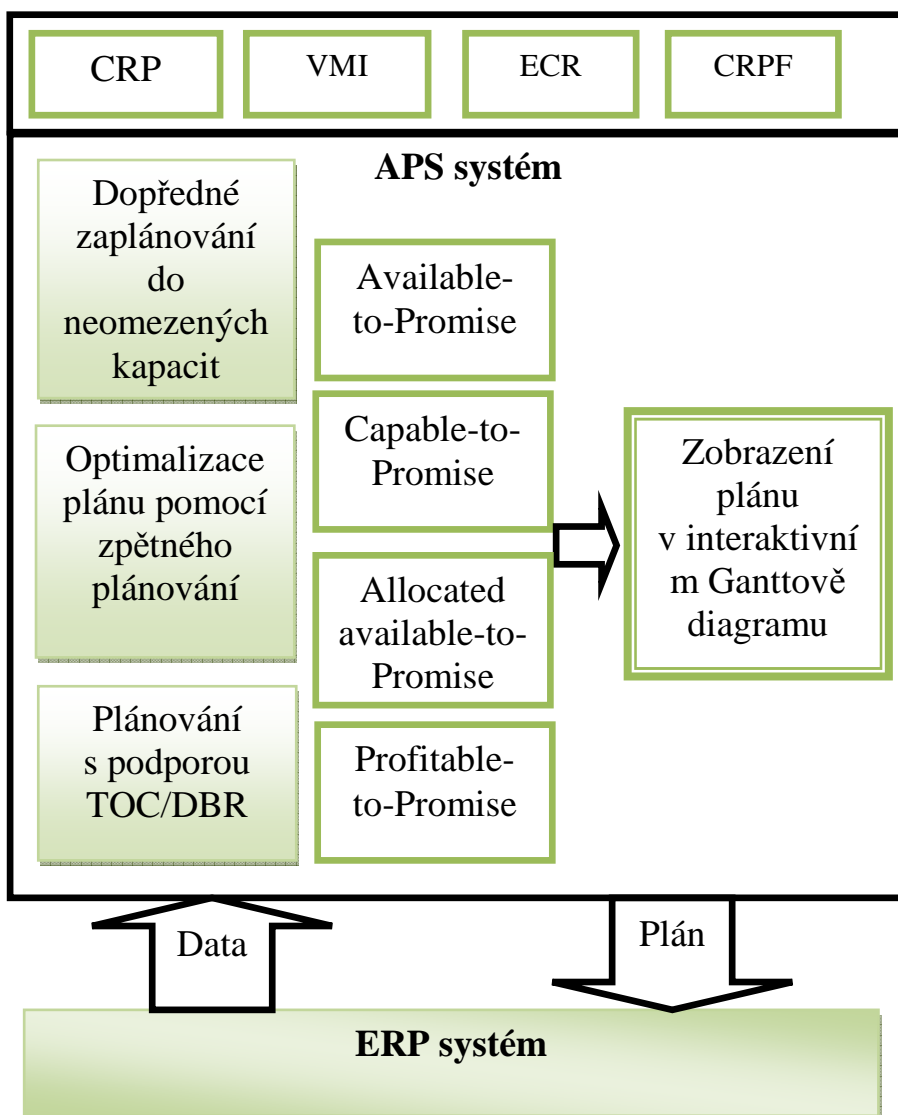 CRP
VMI
ECR
CRPF
APS systém
Dopředné
zaplánování
do
neomezených
kapacit
Optimalizace
plánu pomocí
zpětného
plánování
Plánování
s podporou
TOC/DBR
Available-
to-Promise
Capable-to-
Promise
Allocated
available-to-
Promise
Profitable-
to-Promise
Zobrazení
plánu
v interaktivní
m Ganttově
diagramu
Data
Plán
ERP systém